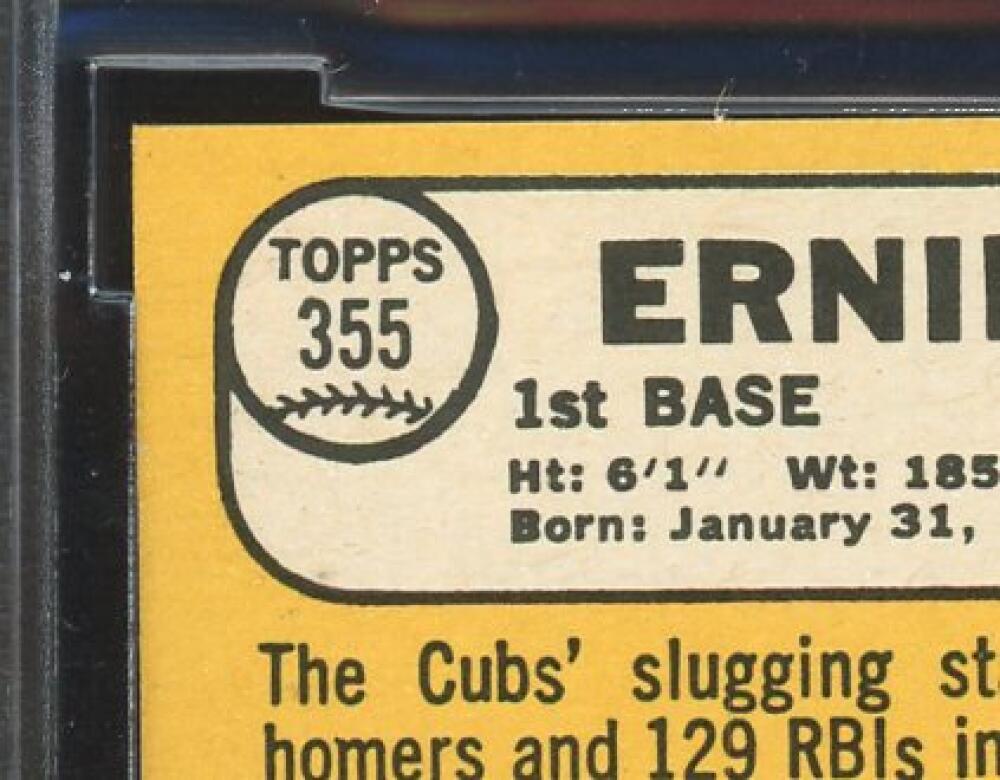 TOPPS
355
ERNI
1st BASE
Ht: 6'1" Wt: 185
Born: January 31,
The Cubs' slugging st
homers and 129 RBIs in